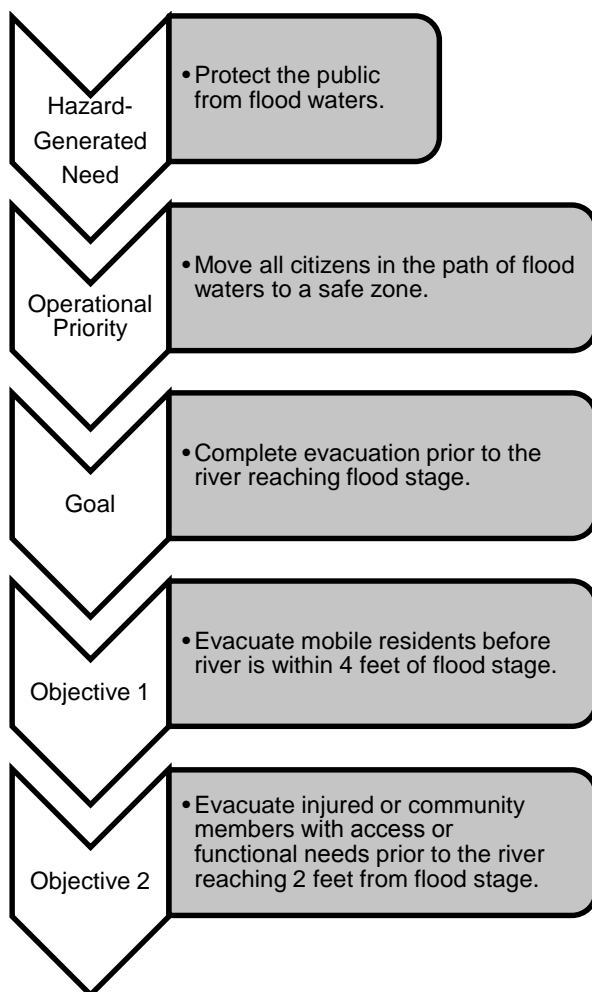 Hazard-
Generated
Need
• Protect the public
from flood waters.
Operational
Priority
• Move all citizens in the path of flood
waters to a safe zone.
Goal
• Complete evacuation prior to the
river reaching flood stage.
Objective 1
• Evacuate mobile residents before
river is within 4 feet of flood stage.
Objective 2
• Evacuate injured or community
members with access or
functional needs prior to the river
reaching 2 feet from flood stage.